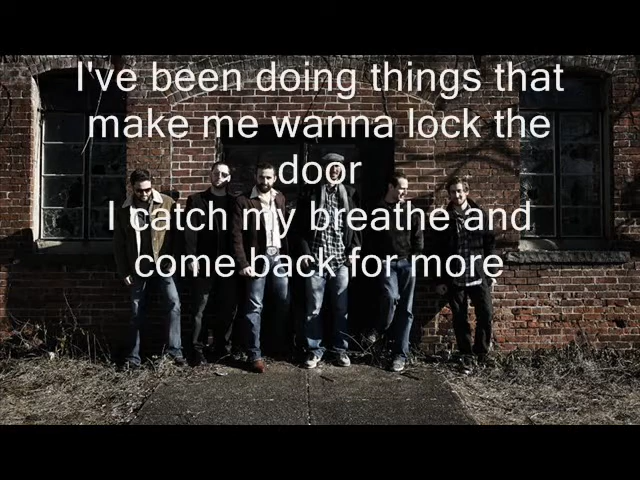 I've been doing things that
make me wanna lock the
door
I catch my breathe and
come back for more